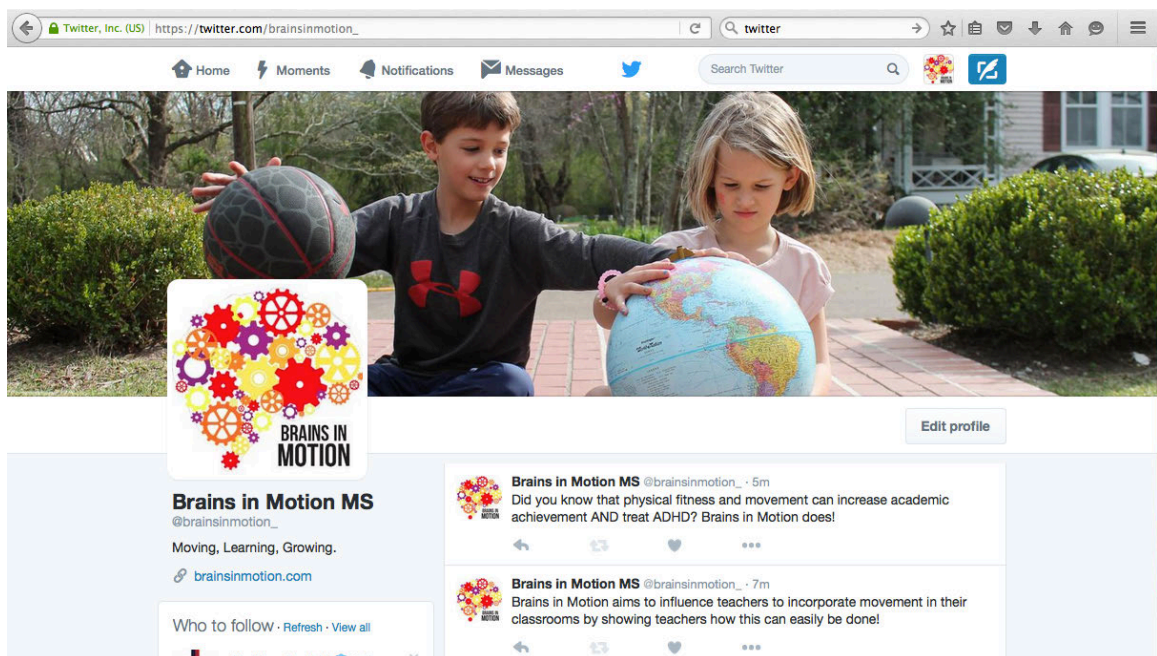 Twitter, Inc. (US) https://twitter.com/brainsinmotion_ twitter
Home Moments Notifications Messages Search Twitter
BRAINS IN
MOTION
Edit profile
Brains in Motion MS
@brainsinmotion_
Moving, Learning, Growing.
brainsinmotion.com
Who to follow · Refresh · View all
Brains in Motion MS @brainsinmotion_ · 5m
Did you know that physical fitness and movement can increase academic
achievement AND treat ADHD? Brains in Motion does!
Brains in Motion MS @brainsinmotion_ · 7m
Brains in Motion aims to influence teachers to incorporate movement in their
classrooms by showing teachers how this can easily be done!